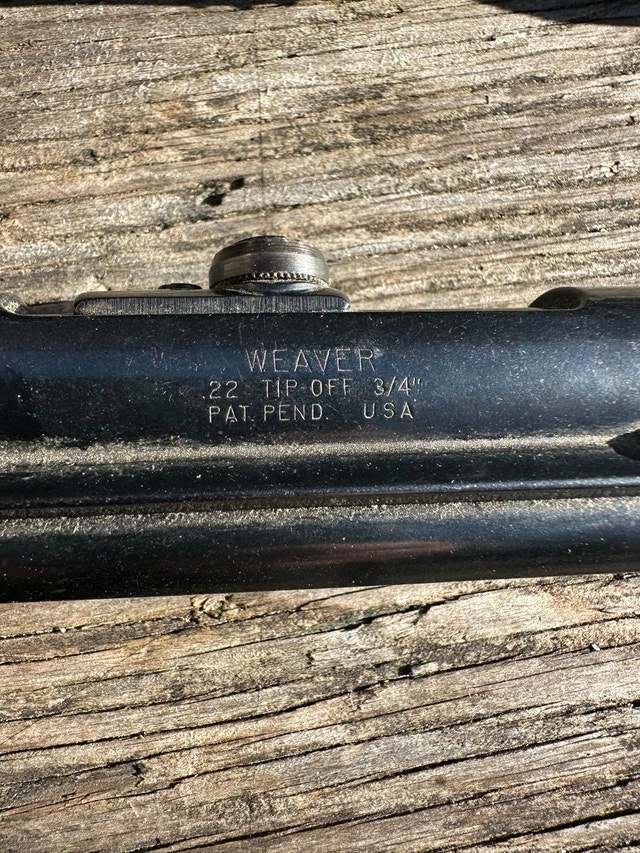 WEAVER
.22 TIP-OFF 3/4"
PAT. PEND. USA